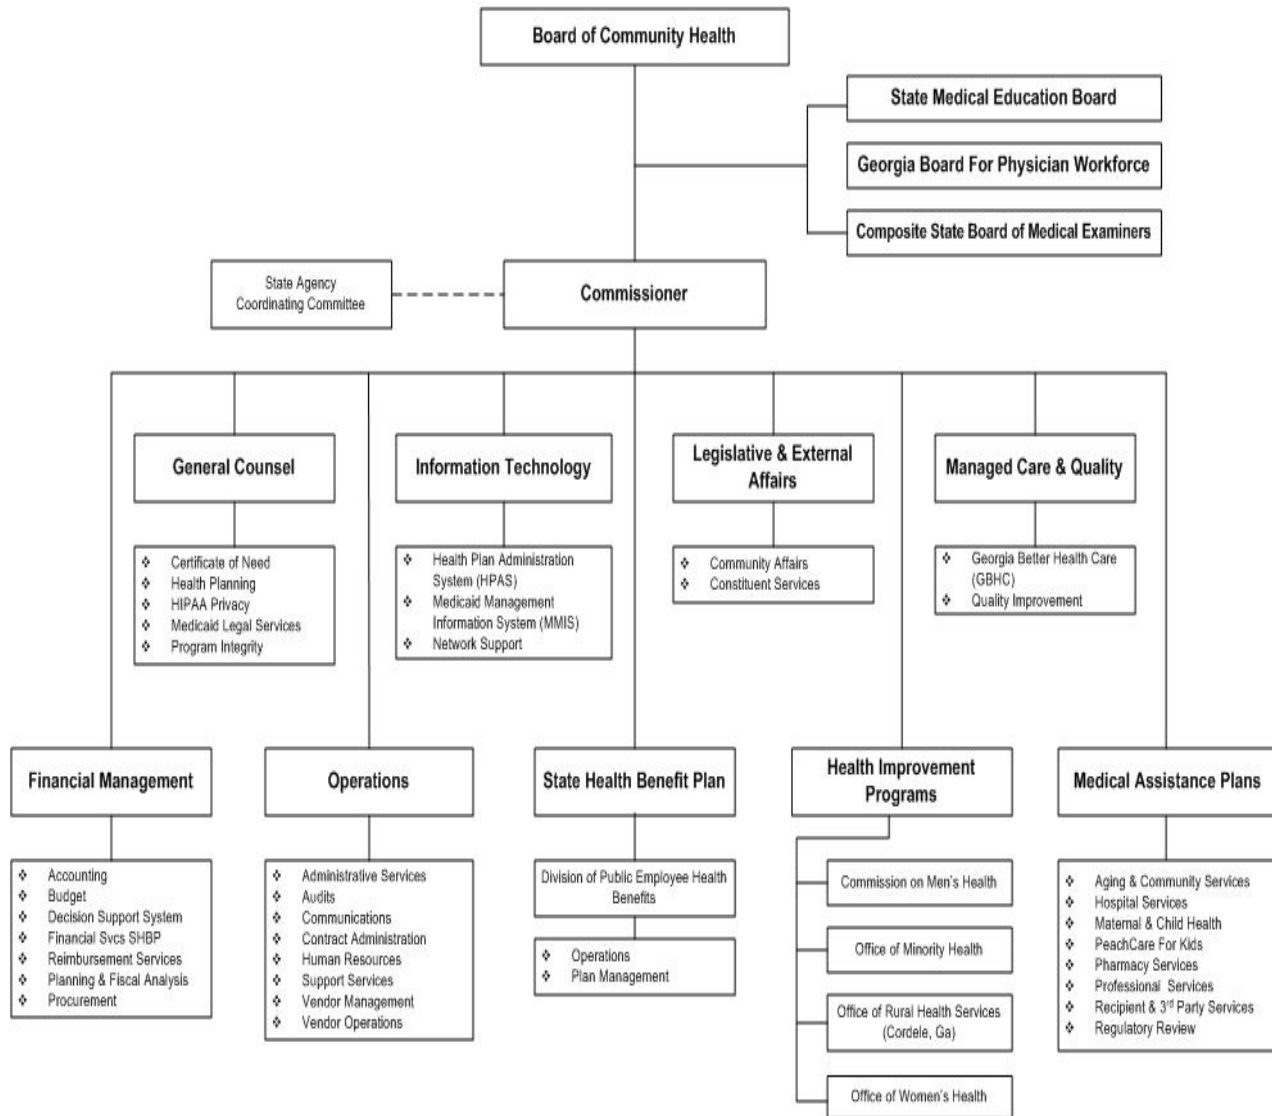 Board of Community Health
State Medical Education Board
Georgia Board For Physician Workforce
Composite State Board of Medical Examiners
State Agency
Coordinating Committee
Commissioner
General Counsel
❖ Certificate of Need
❖ Health Planning
❖ HIPAA Privacy
❖ Medicaid Legal Services
❖ Program Integrity
Information Technology
❖ Health Plan Administration
System (HPAS)
❖ Medicaid Management
Information System (MMIS)
❖ Network Support
Legislative & External
Affairs
❖ Community Affairs
❖ Constituent Services
Managed Care & Quality
❖ Georgia Better Health Care
(GBHC)
❖ Quality Improvement
Financial Management
❖ Accounting
❖ Budget
❖ Decision Support System
❖ Financial Svcs SHBP
❖ Reimbursement Services
❖ Planning & Fiscal Analysis
❖ Procurement
Operations
❖ Administrative Services
❖ Audits
❖ Communications
❖ Contract Administration
❖ Human Resources
❖ Support Services
❖ Vendor Management
❖ Vendor Operations
State Health Benefit Plan
Division of Public Employee Health
Benefits
❖ Operations
❖ Plan Management
Health Improvement
Programs
Commission on Men's Health
Office of Minority Health
Office of Rural Health Services
(Cordele, Ga)
Office of Women's Health
Medical Assistance Plans
❖ Aging & Community Services
❖ Hospital Services
❖ Maternal & Child Health
❖ PeachCare For Kids
❖ Pharmacy Services
❖ Professional Services
❖ Recipient & 3rd Party Services
❖ Regulatory Review